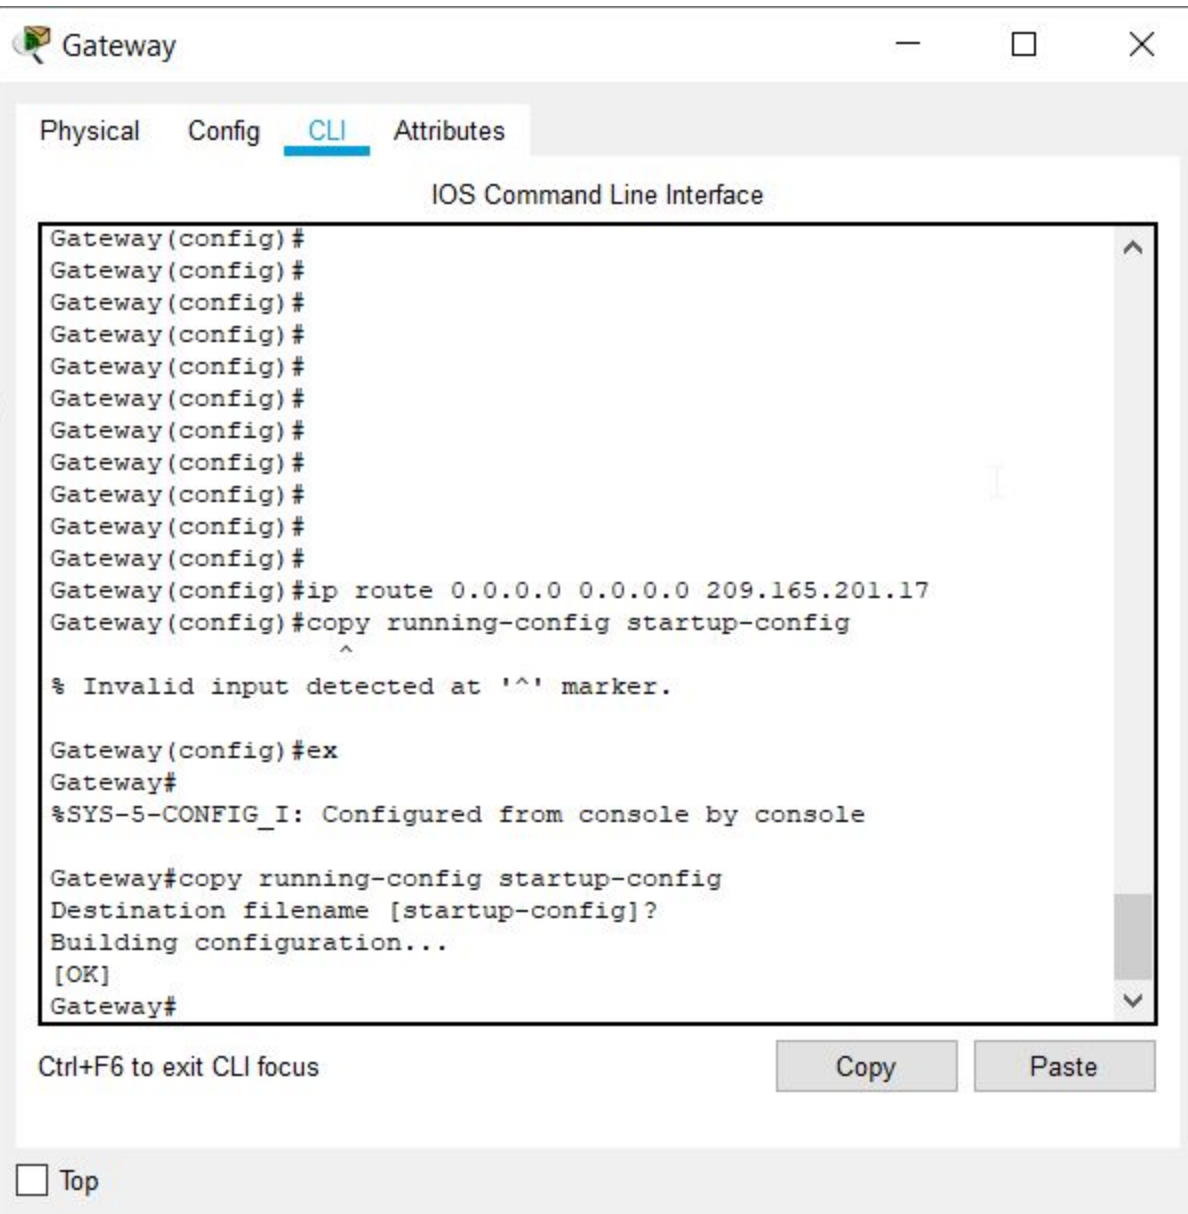 Gateway
Physical Config CLI Attributes
IOS Command Line Interface
Gateway(config)#
Gateway(config)#
Gateway(config)#
Gateway(config)#
Gateway(config)#
Gateway(config)#
Gateway(config)#
Gateway(config)#
Gateway(config)#
Gateway(config)#
Gateway(config)#
Gateway(config)#ip route 0.0.0.0 0.0.0.0 209.165.201.17
Gateway(config)#copy running-config startup-config
^
% Invalid input detected at '^' marker.
Gateway(config)#ex
Gateway#
%SYS-5-CONFIG_I: Configured from console by console
Gateway#copy running-config startup-config
Destination filename [startup-config]?
Building configuration...
[OK]
Gateway#
Ctrl+F6 to exit CLI focus
Copy Paste
Top